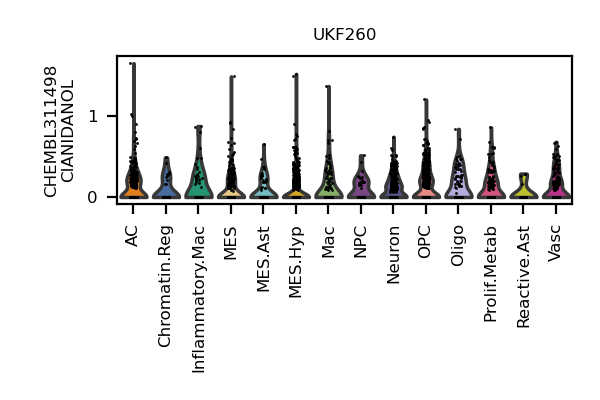 UKF260
CHEMBL311498
CIANIDANOL
1
0
AC
Chromatin.Reg
Inflammatory.Mac
MES
MES.Ast
MES.Hyp
Mac
NPC
Neuron
OPC
Oligo
Prolif.Metab
Reactive.Ast
Vasc